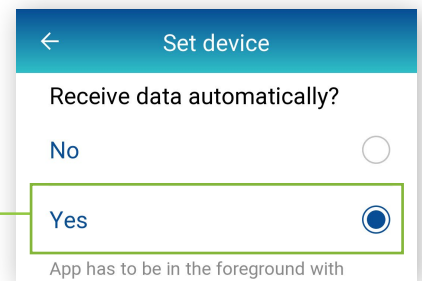 Set device
Receive data automatically?
No
Yes
App has to be in the foreground with